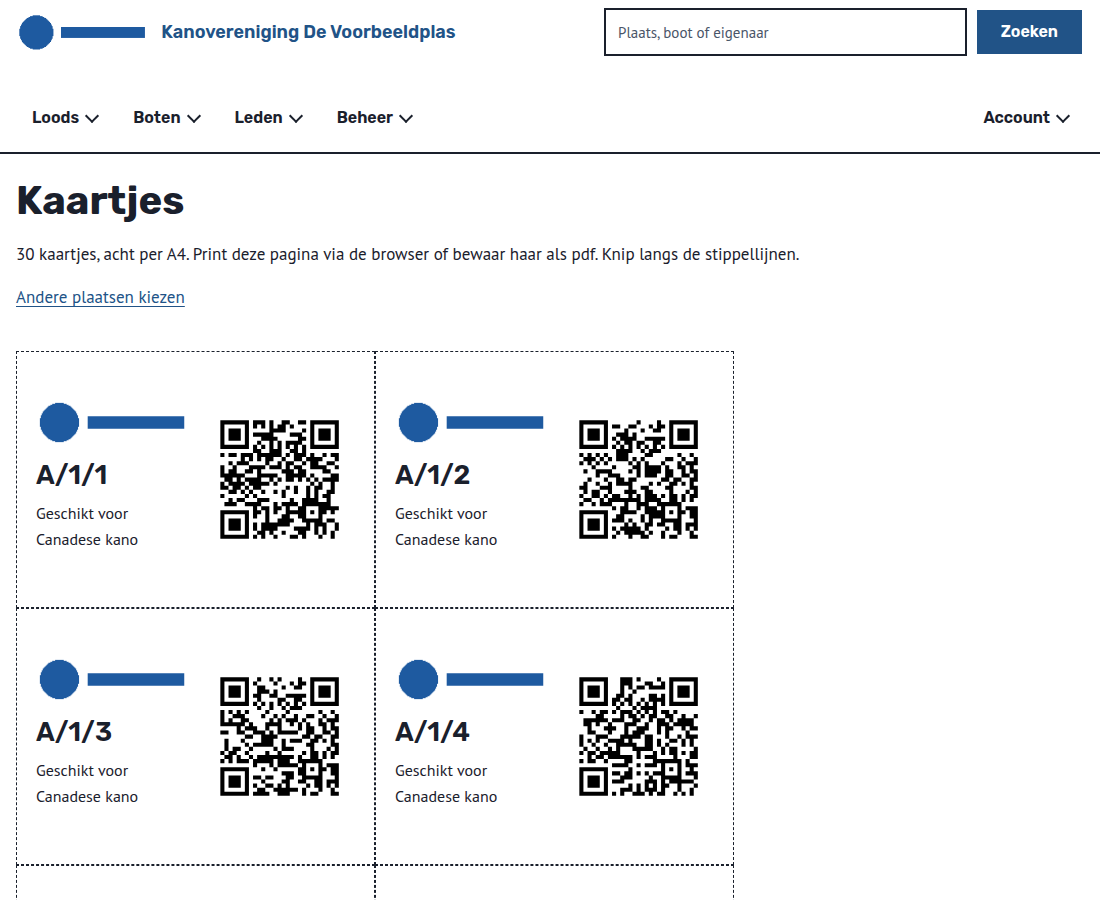 Kanovereniging De Voorbeeldplas
Plaats, boot of eigenaar
Zoeken
Loods
Boten
Leden
Beheer
Account
Kaartjes
30 kaartjes, acht per A4. Print deze pagina via de browser of bewaar haar als pdf. Knip langs de stippellijnen.
Andere plaatsen kiezen
A/1/1
Geschikt voor
Canadese kano
A/1/2
Geschikt voor
Canadese kano
A/1/3
Geschikt voor
Canadese kano
A/1/4
Geschikt voor
Canadese kano